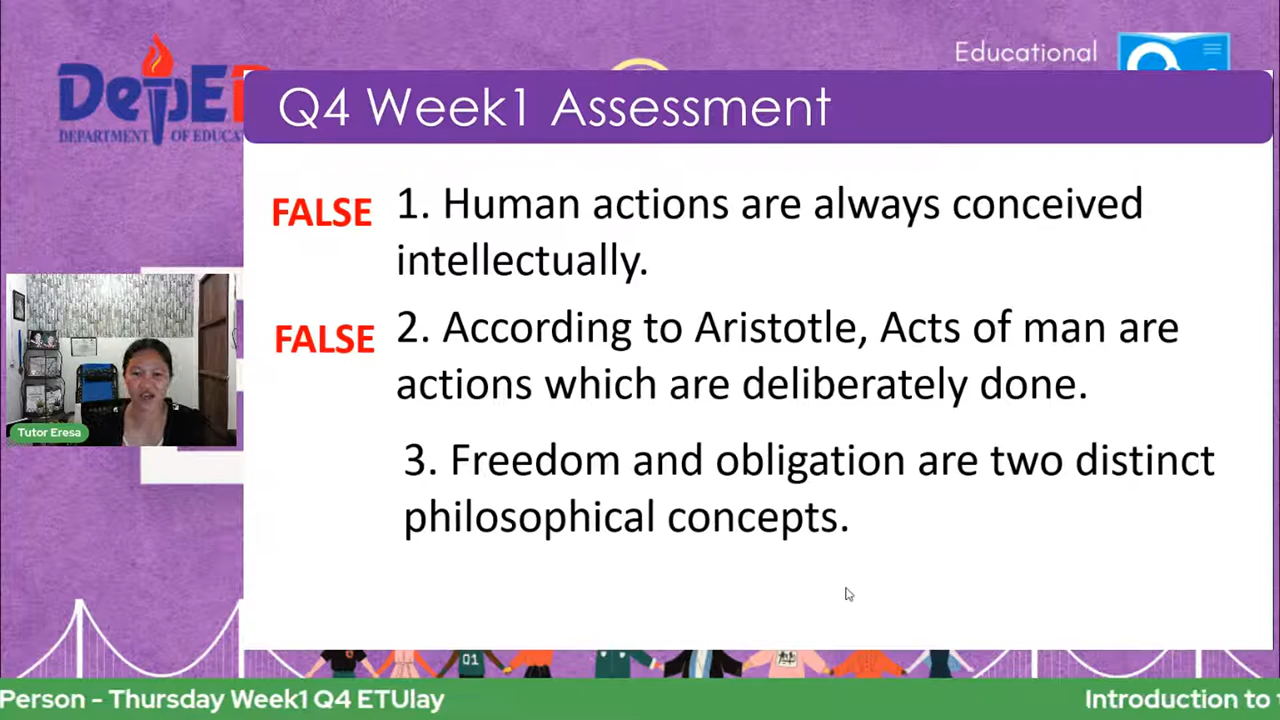 Educational
DepED
DEPARTMENT OF EDUCA
Q4 Week1 Assessment
FALSE 1. Human actions are always conceived
intellectually.
FALSE 2. According to Aristotle, Acts of man are
actions which are deliberately done.
3. Freedom and obligation are two distinct
philosophical concepts.
Tutor Eresa
Q1
Person - Thursday Week1 Q4 ETUlay
Introduction to